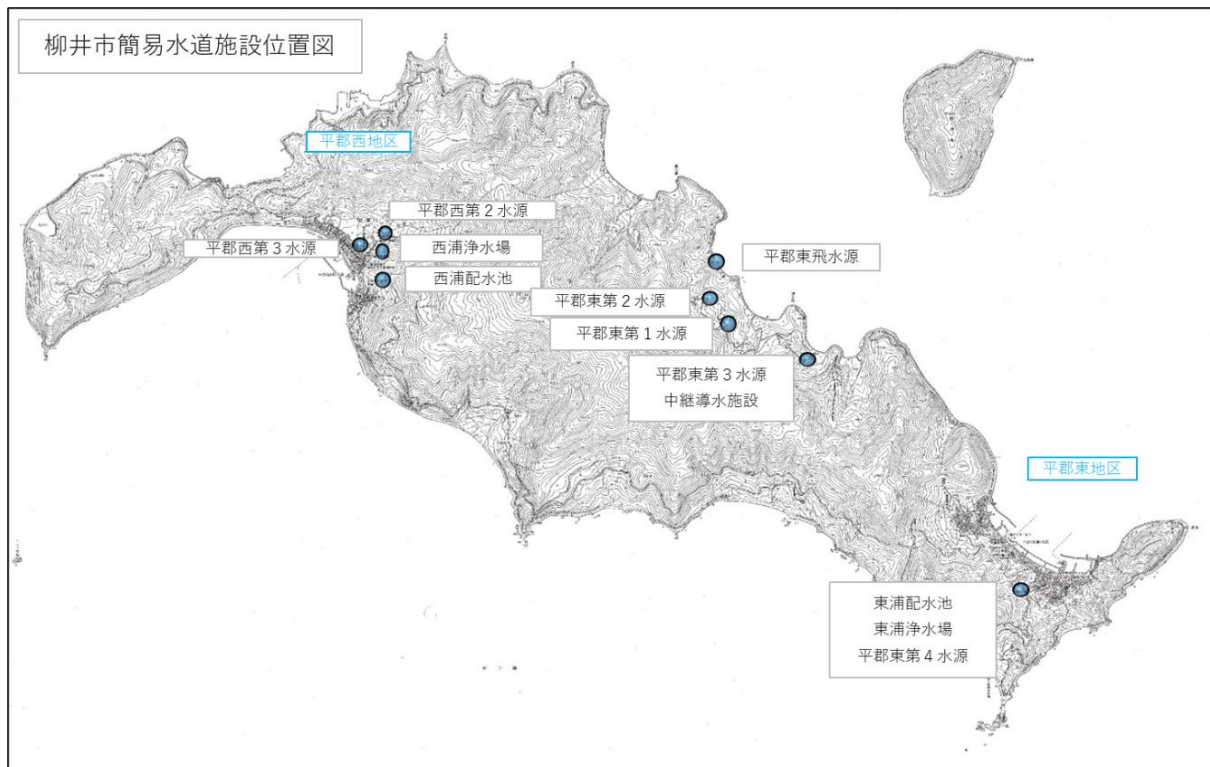 柳井市簡易水道施設位置図
平郡西地区
平郡西第２水源
平郡西第３水源
西浦浄水場
西浦配水池
平郡東飛水源
平郡東第２水源
平郡東第１水源
平郡東第３水源
中継導水施設
平郡東地区
東浦配水池
東浦浄水場
平郡東第４水源